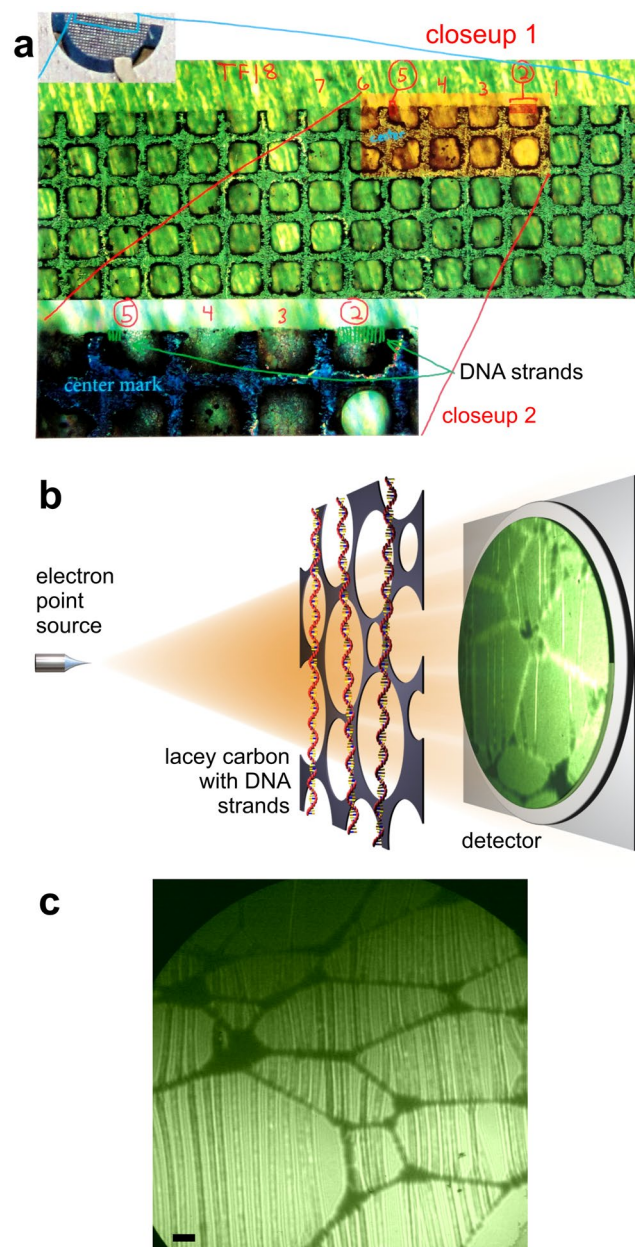 a
closeup 1
TF18 7 6 5 4 3 2 1
center
5 4 3 2
center mark
DNA strands
closeup 2
b
electron
point
source
lacey carbon
with DNA
strands
detector
c